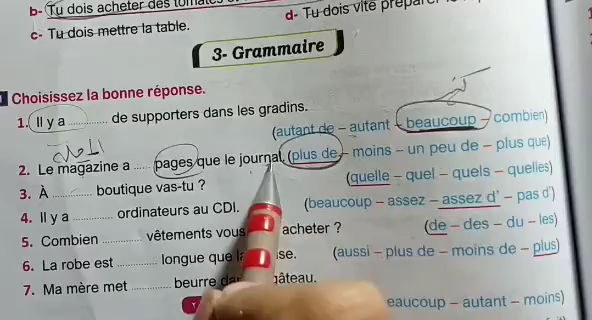 b- Tu dois acheter des tomates
d- Tu dois vite prépar
c- Tu dois mettre la table.
3- Grammaire
Choisissez la bonne réponse.
1. Il y a ............ de supporters dans les gradins.
(autant de – autant – beaucoup – combien)
2. Le magazine a ...... pages que le journal. (plus de – moins – un peu de – plus que)
3. À ............ boutique vas-tu ? (quelle – quel – quels – quelles)
4. Il y a ............ ordinateurs au CDI. (beaucoup – assez – assez d' – pas d')
5. Combien ............ vêtements vous acheter ? (de – des – du – les)
6. La robe est ............ longue que la ise. (aussi – plus de – moins de – plus)
7. Ma mère met ............ beurre da gâteau.
eaucoup – autant – moins)